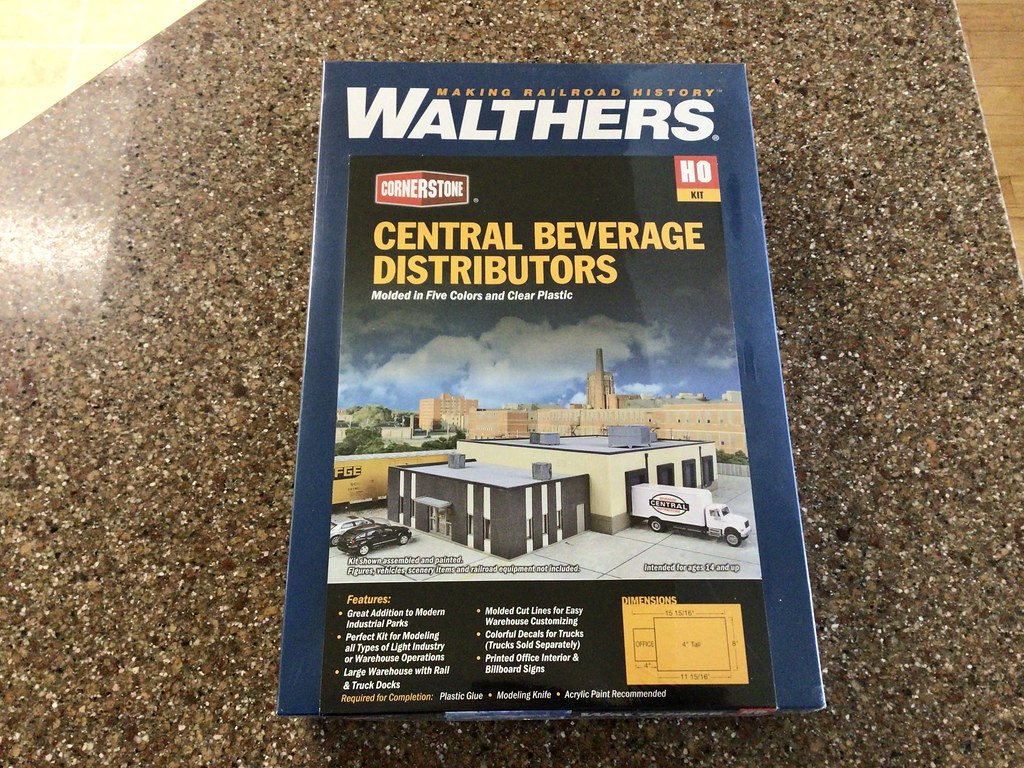 MAKING RAILROAD HISTORY™
WALTHERS®
CORNERSTONE®
HO
KIT
CENTRAL BEVERAGE
DISTRIBUTORS
Molded in Five Colors and Clear Plastic
FGE
CENTRAL
Kit shown assembled and painted.
Figures, vehicles, scenery items and railroad equipment not included.
Intended for ages 14 and up
Features:
• Great Addition to Modern
Industrial Parks
• Perfect Kit for Modeling
all Types of Light Industry
or Warehouse Operations
• Large Warehouse with Rail
& Truck Docks
• Molded Cut Lines for Easy
Warehouse Customizing
• Colorful Decals for Trucks
(Trucks Sold Separately)
• Printed Office Interior &
Billboard Signs
DIMENSIONS
15 15/16"
OFFICE
4" Tall
8"
4"
11 15/16"
Required for Completion: Plastic Glue • Modeling Knife • Acrylic Paint Recommended